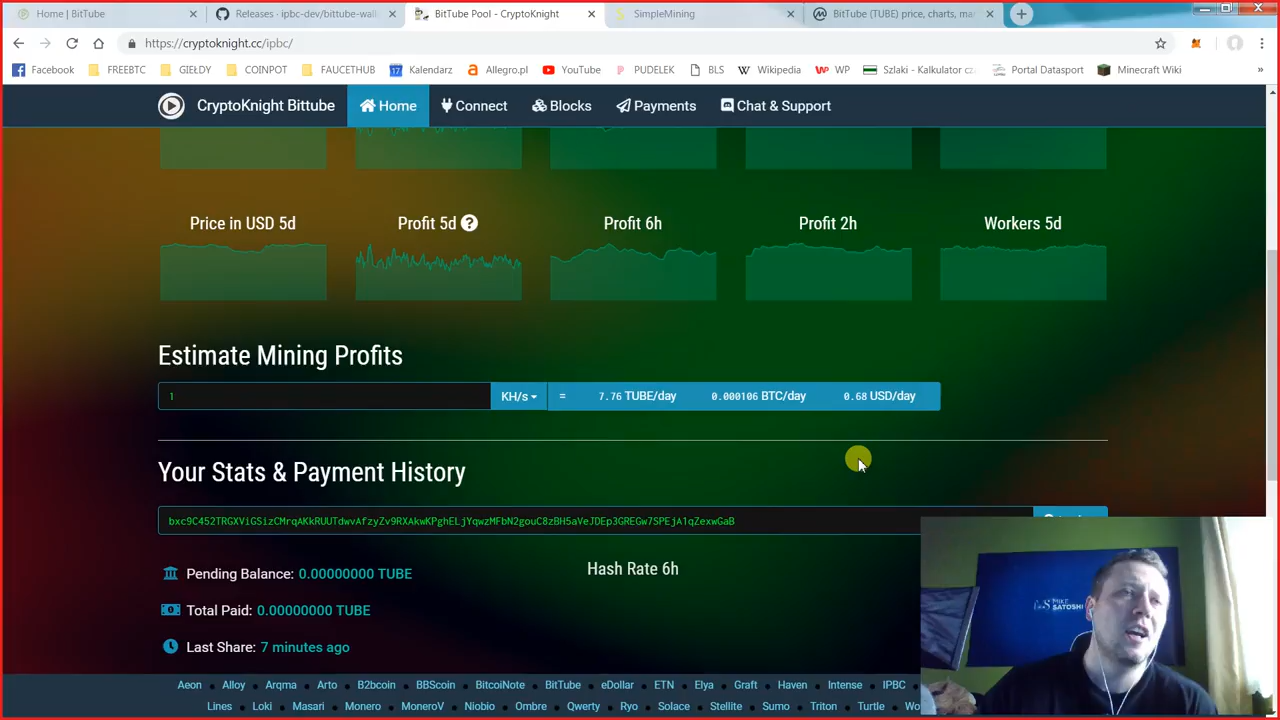 Home | BitTube
Releases · ipbc-dev/bittube-wall
BitTube Pool - CryptoKnight
SimpleMining
BitTube (TUBE) price, charts, ma
https://cryptoknight.cc/ipbc/
Facebook
FREEBTC
GIEŁDY
COINPOT
FAUCETHUB
Kalendarz
Allegro.pl
YouTube
PUDELEK
BLS
Wikipedia
WP
Szlaki - Kalkulator cz
Portal Datasport
Minecraft Wiki
CryptoKnight Bittube
Home
Connect
Blocks
Payments
Chat & Support
Price in USD 5d
Profit 5d
Profit 6h
Profit 2h
Workers 5d
Estimate Mining Profits
1
KH/s
= 7.76 TUBE/day 0.000106 BTC/day 0.68 USD/day
Your Stats & Payment History
bxc9C452TRGXViGSizCMrqAKkRUUTdwvAfzyZv9RXAkwKPghELjYqwzMFbN2gouC8zBH5aVeJDEp3GREGw7SPEjA1qZexwGaB
Pending Balance: 0.00000000 TUBE
Hash Rate 6h
Total Paid: 0.00000000 TUBE
Last Share: 7 minutes ago
MIKE
SATOSHI
Aeon Alloy Arqma Arto B2bcoin BBScoin BitcoiNote BitTube eDollar ETN Elya Graft Haven Intense IPBC
Lines Loki Masari Monero MoneroV Niobio Ombre Qwerty Ryo Solace Stellite Sumo Triton Turtle